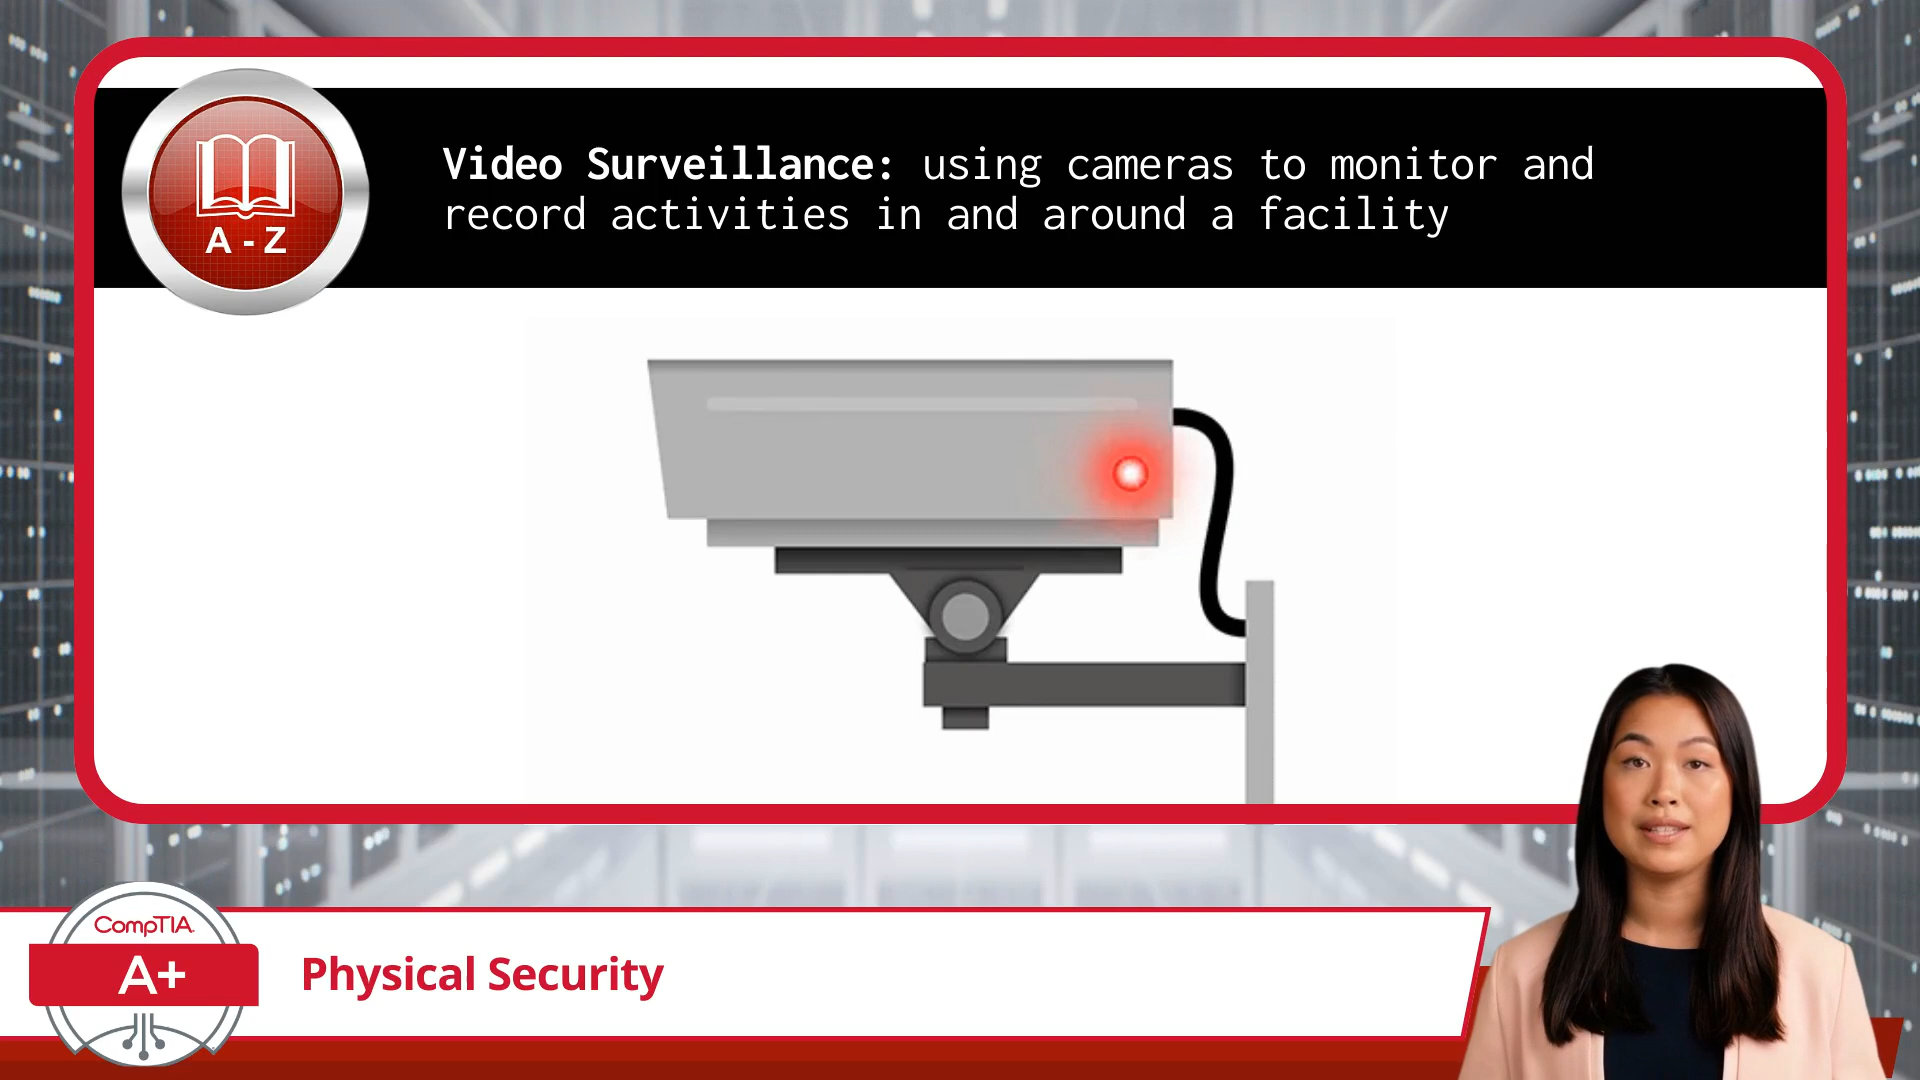 Video Surveillance: using cameras to monitor and
record activities in and around a facility
A - Z
CompTIA
A+
Physical Security